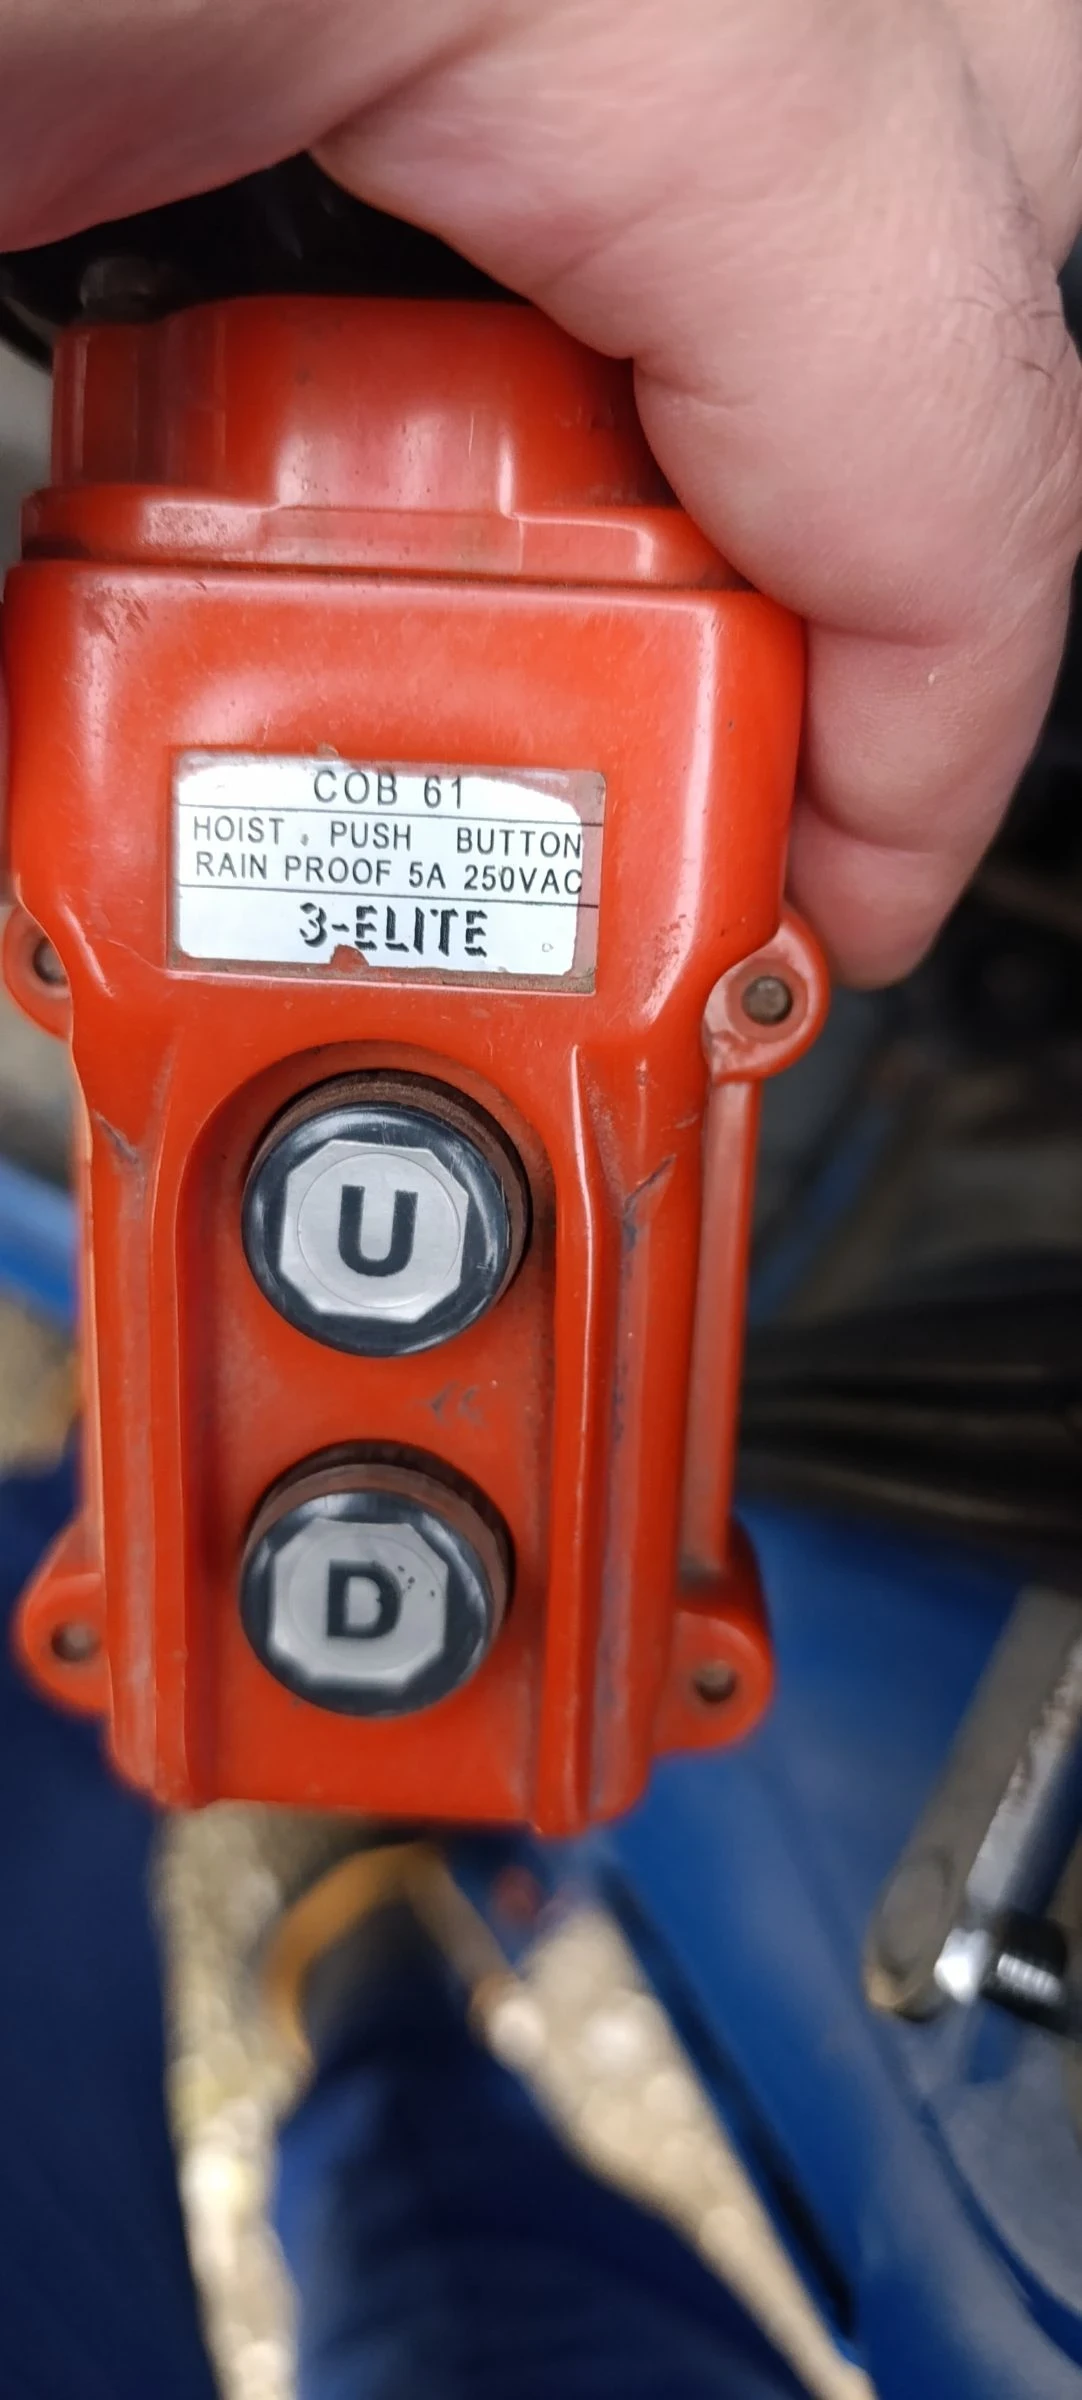 COB 61
HOIST . PUSH BUTTON
RAIN PROOF 5A 250VAC
3-ELITE
U
D